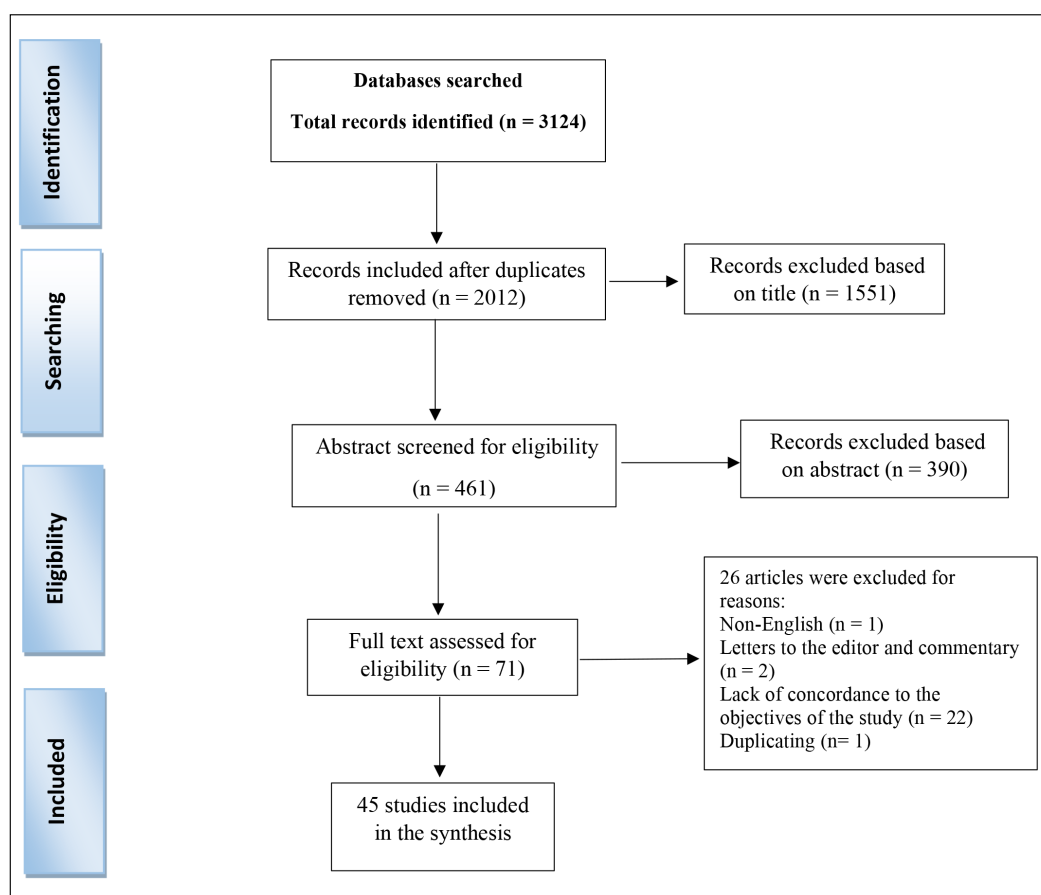 Identification
Databases searched
Total records identified (n = 3124)
Searching
Records included after duplicates
removed (n = 2012)
Records excluded based
on title (n = 1551)
Abstract screened for eligibility
(n = 461)
Records excluded based
on abstract (n = 390)
Eligibility
Full text assessed for
eligibility (n = 71)
26 articles were excluded for
reasons:
Non-English (n = 1)
Letters to the editor and commentary
(n = 2)
Lack of concordance to the
objectives of the study (n = 22)
Duplicating (n= 1)
Included
45 studies included
in the synthesis